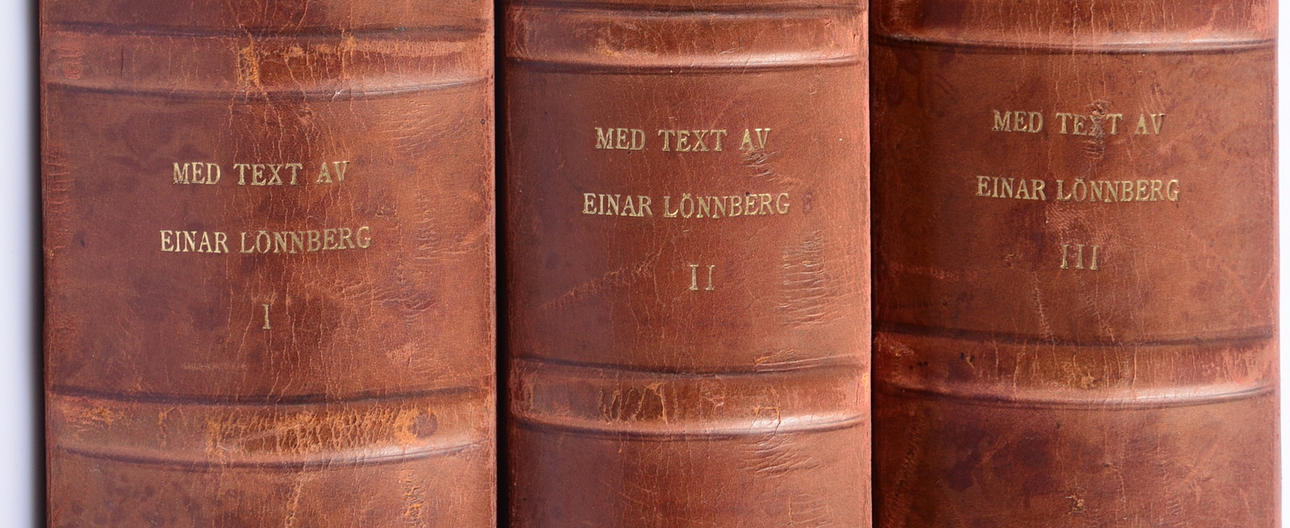 MED TEXT AV
EINAR LÖNNBERG
I
MED TEXT AV
EINAR LÖNNBERG
II
MED TEXT AV
EINAR LÖNNBERG
III